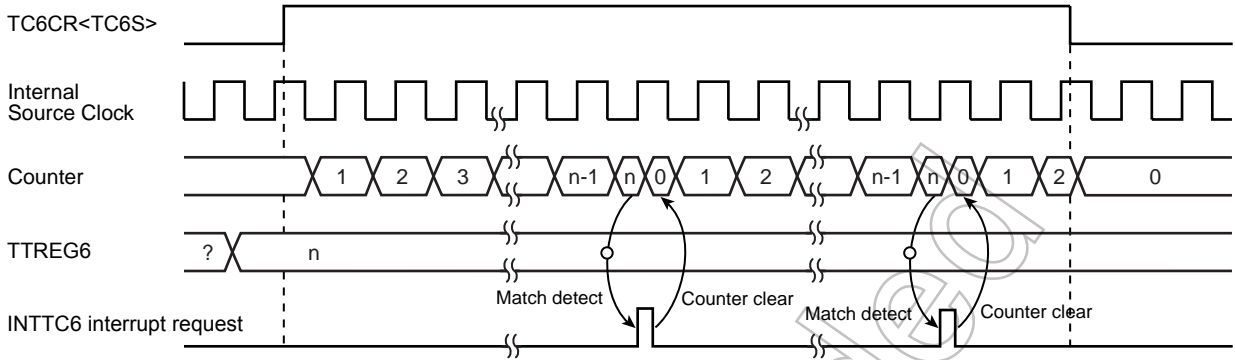 TC6CR<TC6S>
Internal
Source Clock
Counter
1 2 3 n-1 n 0 1 2 n-1 n 0 1 2 0
TTREG6
? n
Match detect Counter clear Match detect Counter clear
INTTC6 interrupt request